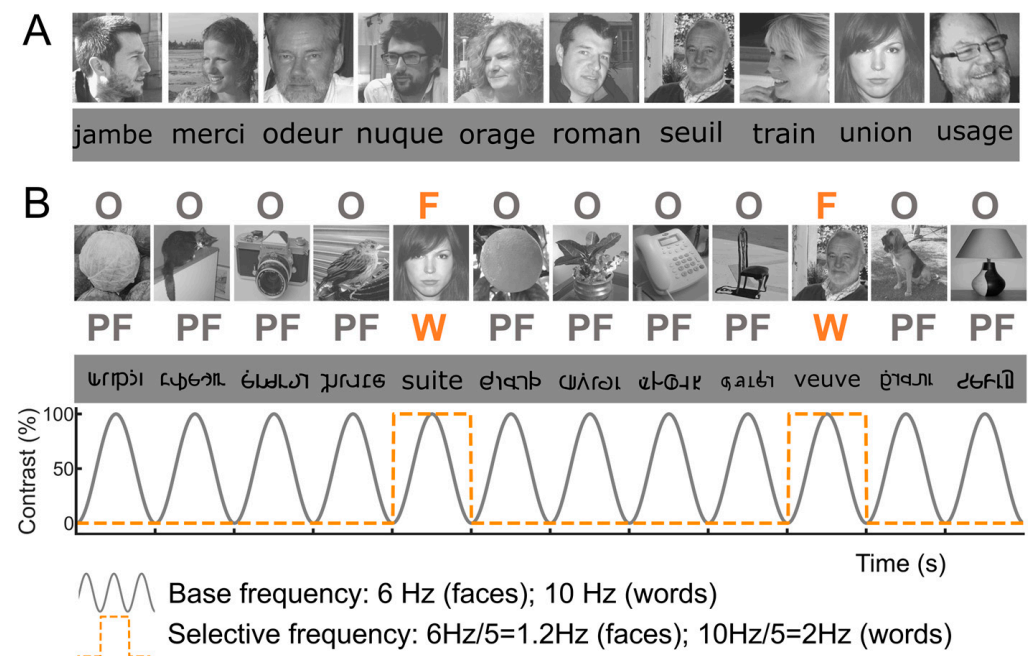 A
jambe merci odeur nuque orage roman seuil train union usage
B
O O O O F O O O O F O O
PF PF PF PF W PF PF PF PF W PF PF
suite veuve
Contrast (%)
100
50
0
Time (s)
Base frequency: 6 Hz (faces); 10 Hz (words)
Selective frequency: 6Hz/5=1.2Hz (faces); 10Hz/5=2Hz (words)